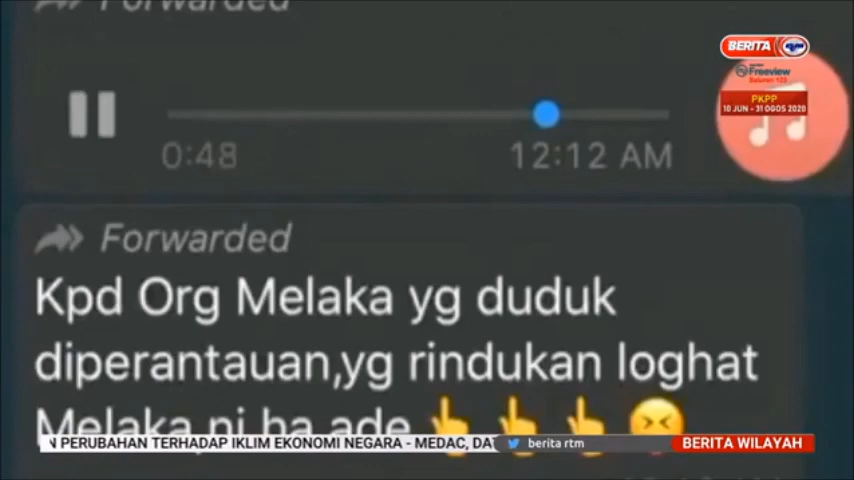 Forwarded
BERITA
Freeview
Saluran 123
PKPP
10 JUN - 31 OGOS 2020
0:48
12:12 AM
Forwarded
Kpd Org Melaka yg duduk
diperantauan,yg rindukan loghat
Melaka ni ha ade 👆👆👆😣
PERUBAHAN TERHADAP IKLIM EKONOMI NEGARA - MEDAC, DA
berita rtm
BERITA WILAYAH